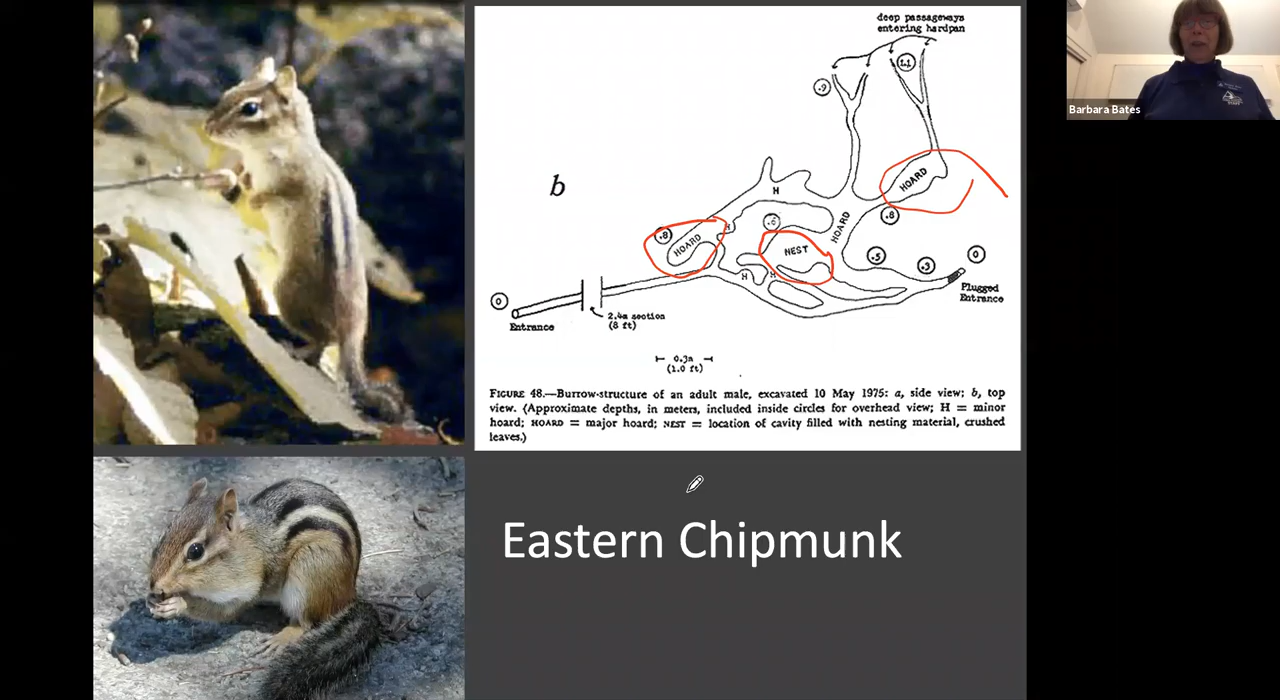 deep passageways
entering hardpan
1.1
.9
b
H
HOARD
.8
.6
HOARD
.8
H
HOARD
NEST
.5
.3
0
H
H
Plugged
Entrance
0
Entrance
2.4m section
(8 ft)
0.3m
(1.0 ft)
FIGURE 48.—Burrow-structure of an adult male, excavated 10 May 1975: a, side view; b, top
view. (Approximate depths, in meters, included inside circles for overhead view; H = minor
hoard; HOARD = major hoard; NEST = location of cavity filled with nesting material, crushed
leaves.)
Eastern Chipmunk
Barbara Bates